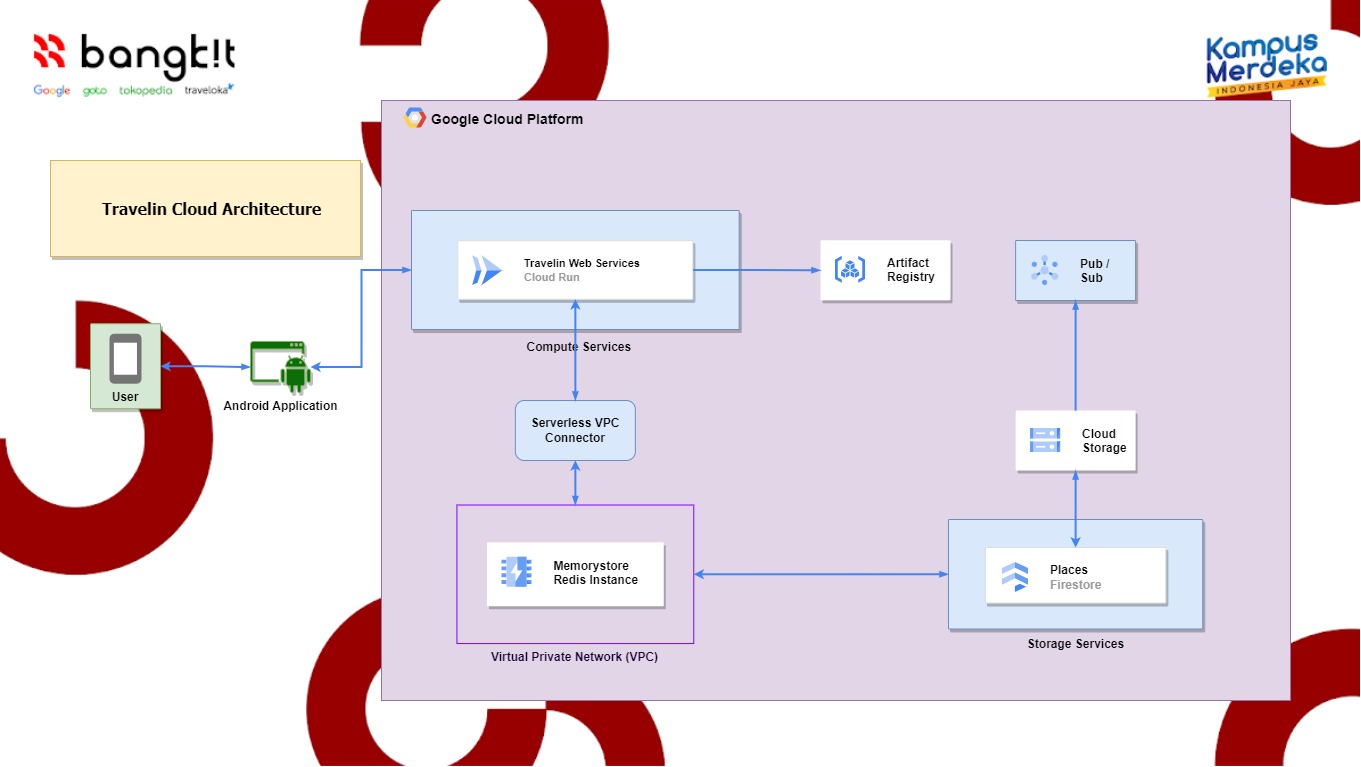 bangk!t
Google goto tokopedia traveloka
Kampus
Merdeka
INDONESIA JAYA
Google Cloud Platform
Travelin Cloud Architecture
Travelin Web Services
Cloud Run
Compute Services
Artifact
Registry
Pub /
Sub
User
Android Application
Serverless VPC
Connector
Cloud
Storage
Memorystore
Redis Instance
Virtual Private Network (VPC)
Places
Firestore
Storage Services